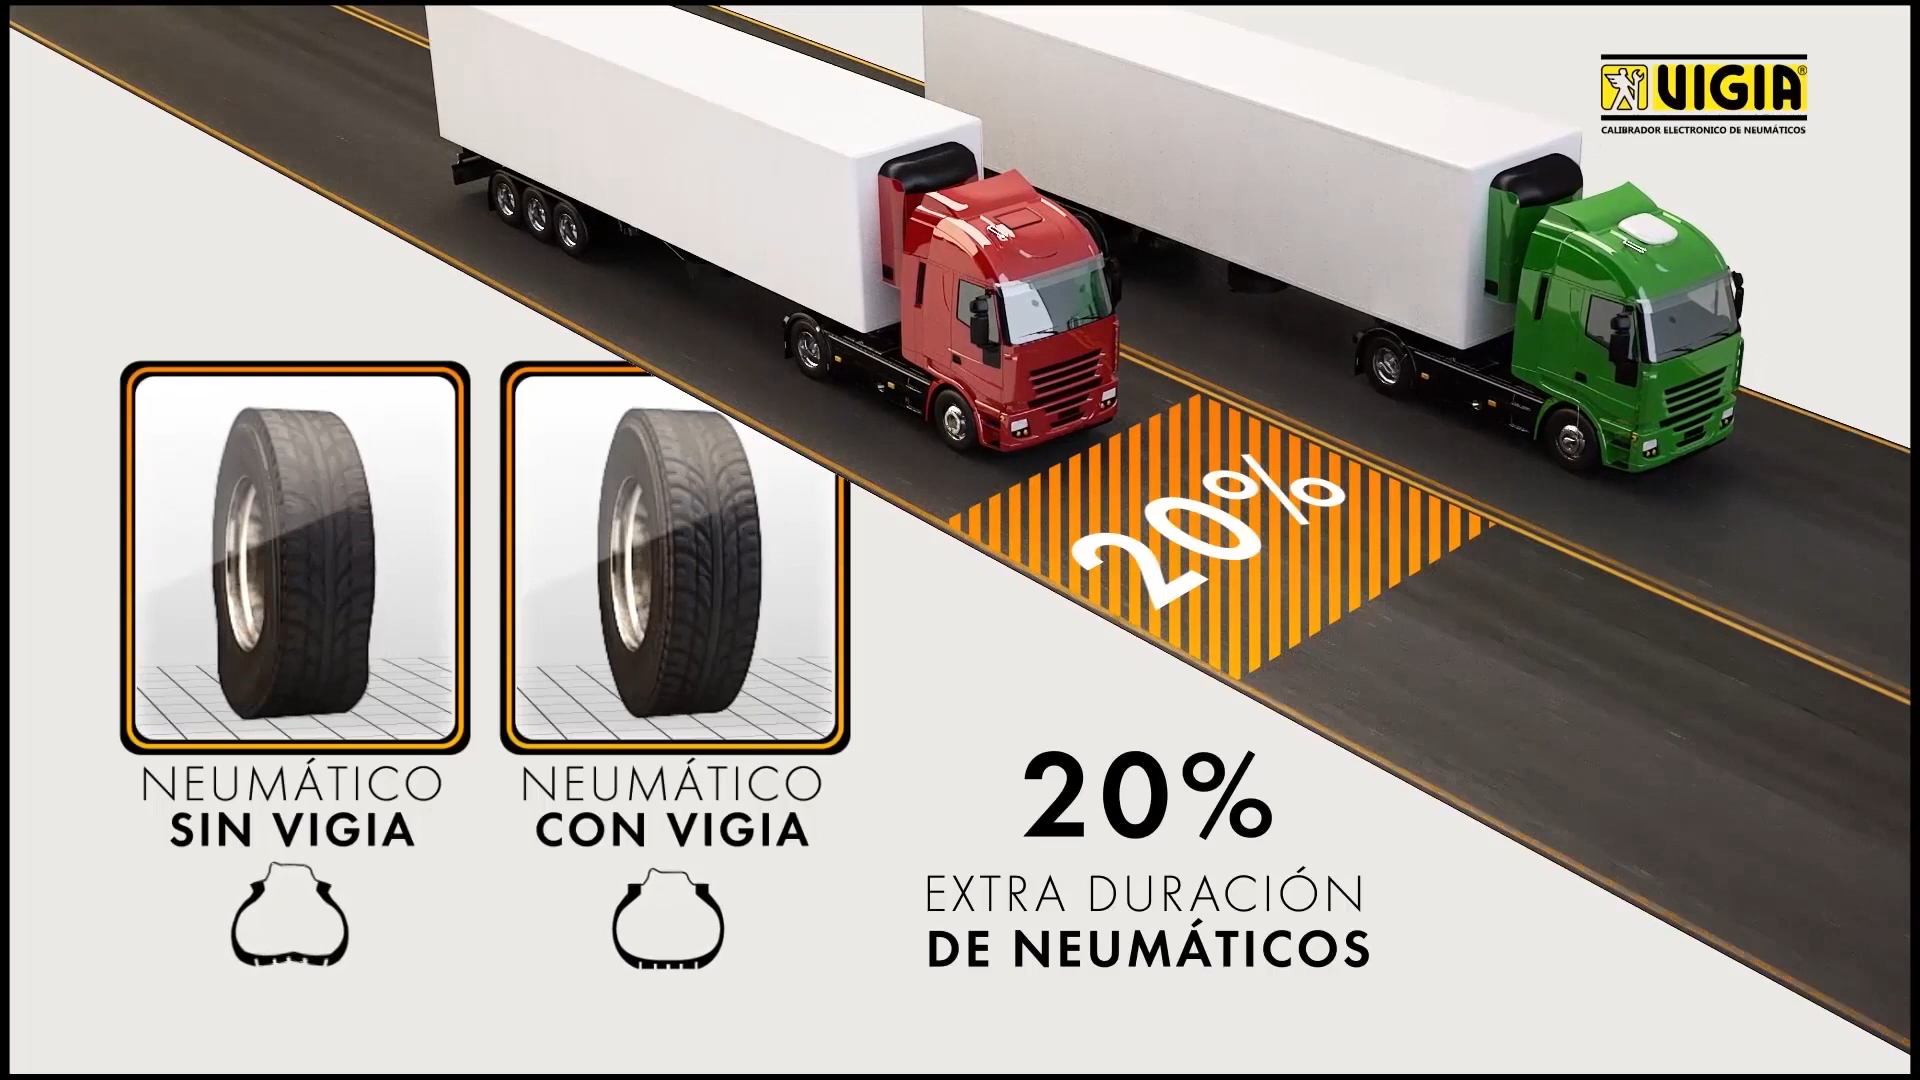 VIGIA®
CALIBRADOR ELECTRONICO DE NEUMÁTICOS
20%
NEUMÁTICO
SIN VIGIA
NEUMÁTICO
CON VIGIA
20%
EXTRA DURACIÓN
DE NEUMÁTICOS